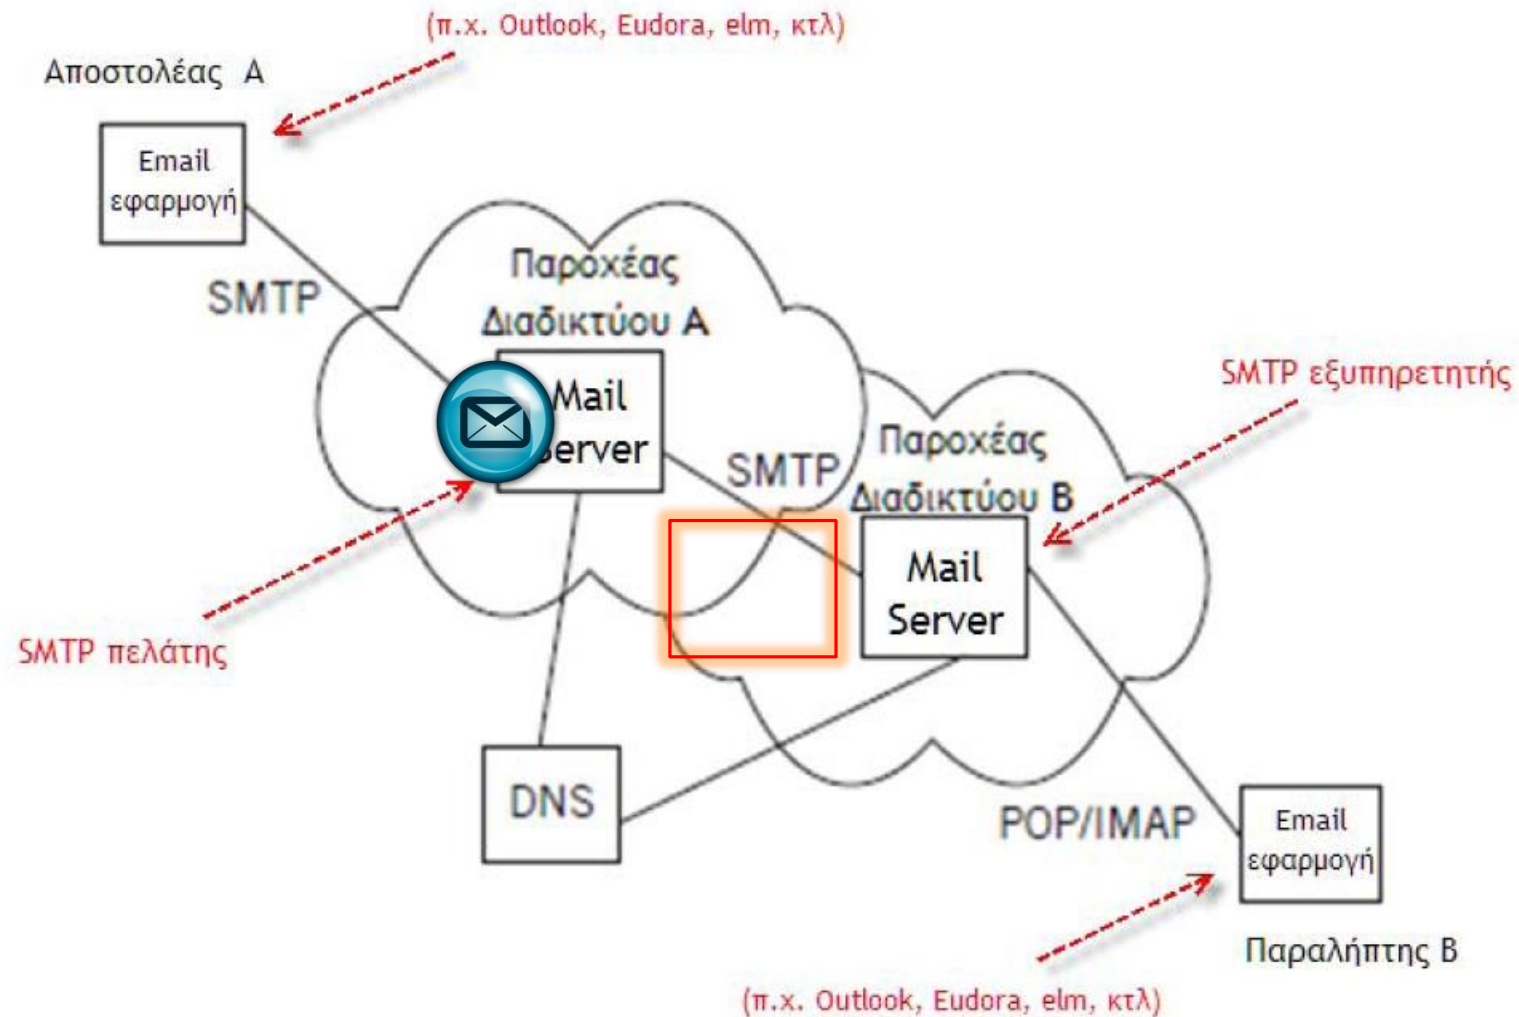 (π.χ. Outlook, Eudora, elm, κτλ)
Αποστολέας Α
Email
εφαρμογή
SMTP
Παροχέας
Διαδικτύου Α
Mail
Server
SMTP πελάτης
SMTP
SMTP εξυπηρετητής
Παροχέας
Διαδικτύου Β
Mail
Server
DNS
POP/IMAP
Email
εφαρμογή
Παραλήπτης Β
(π.χ. Outlook, Eudora, elm, κτλ)